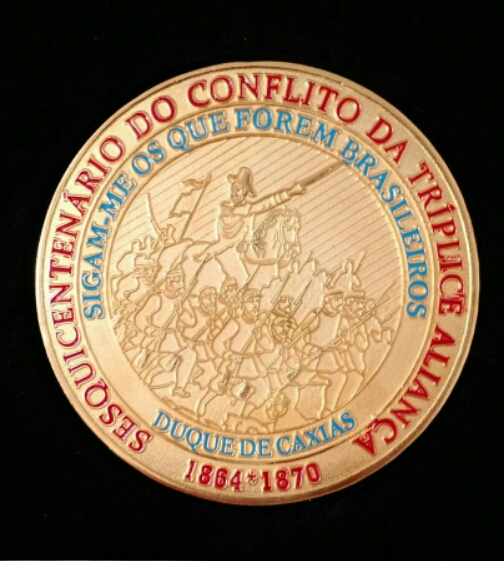 SESQUICENTENÁRIO DO CONFLITO DA TRÍPLICE ALIANÇA
SIGAM-ME OS QUE FOREM BRASILEIROS
DUQUE DE CAXIAS
1864*1870